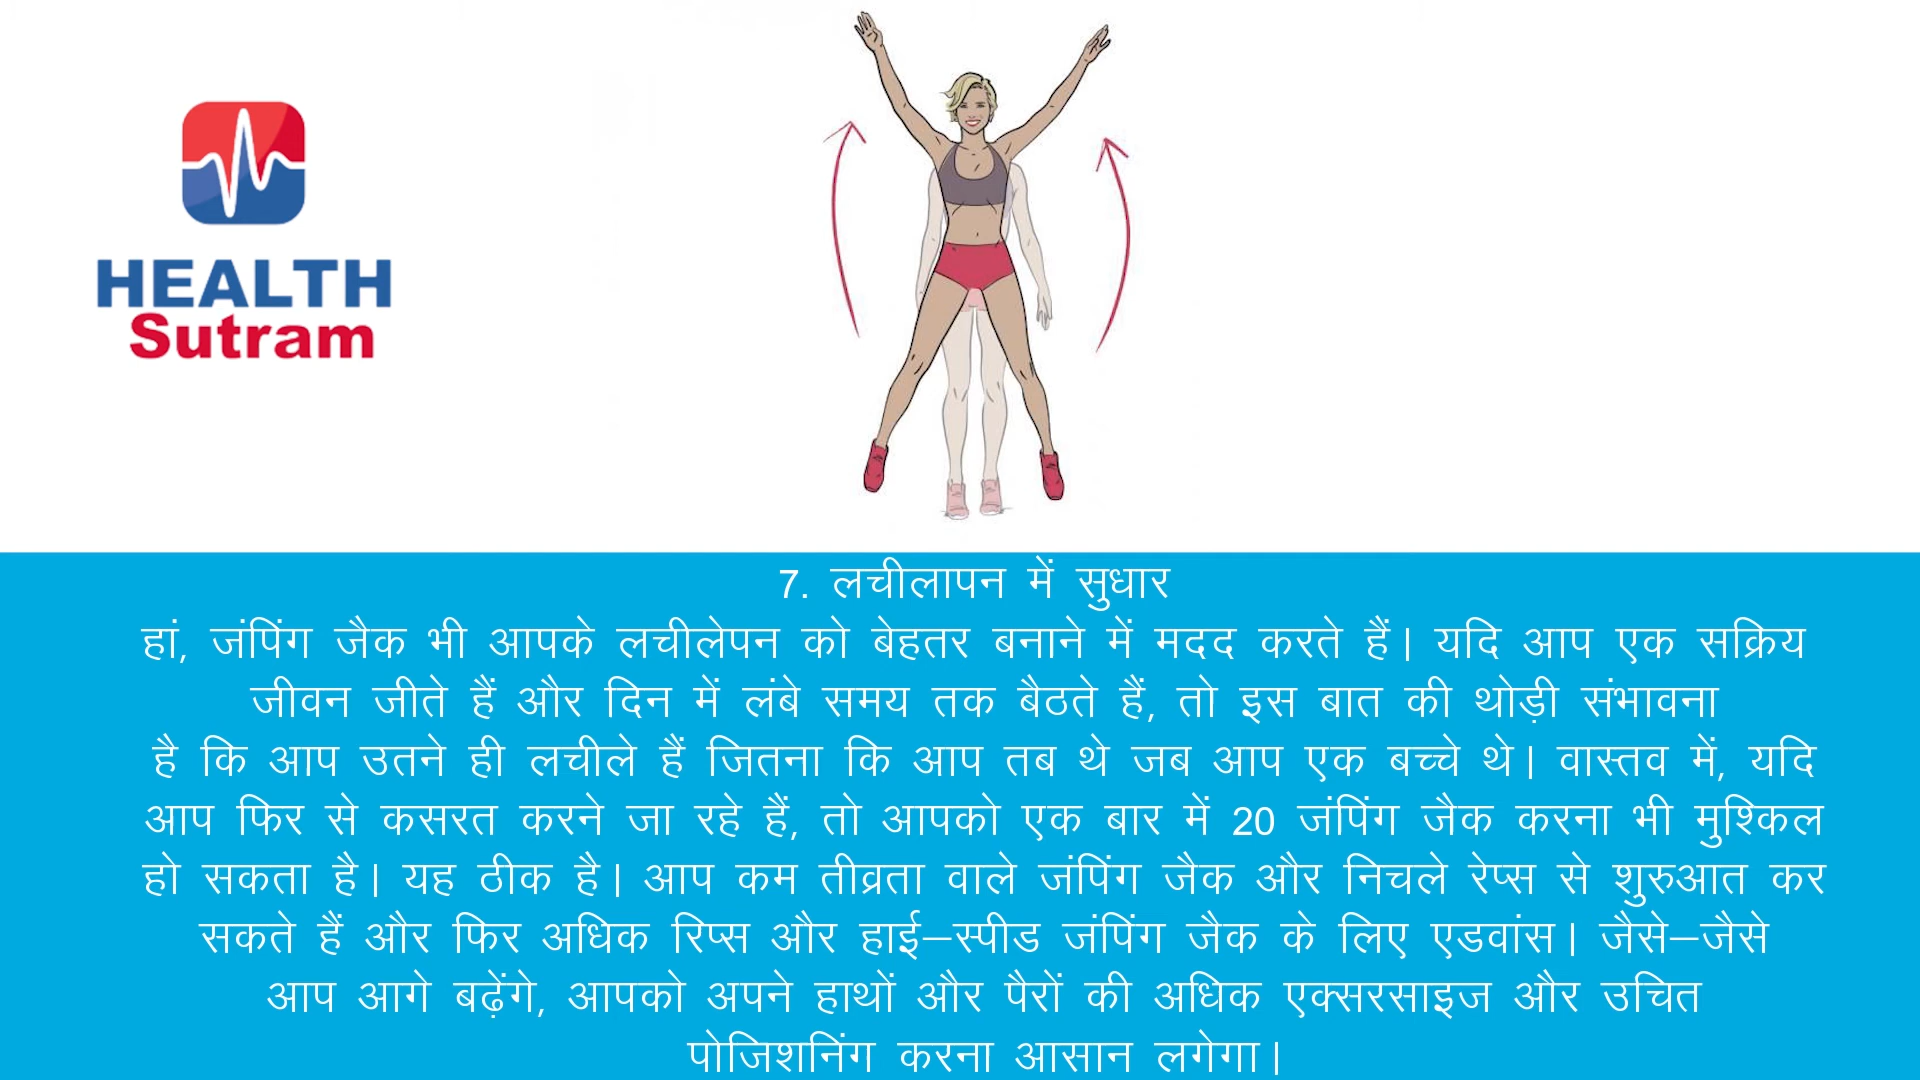 HEALTH
Sutram
7. लचीलापन में सुधार
हां, जंपिंग जैक भी आपके लचीलेपन को बेहतर बनाने में मदद करते हैं। यदि आप एक सक्रिय
जीवन जीते हैं और दिन में लंबे समय तक बैठते हैं, तो इस बात की थोड़ी संभावना
है कि आप उतने ही लचीले हैं जितना कि आप तब थे जब आप एक बच्चे थे। वास्तव में, यदि
आप फिर से कसरत करने जा रहे हैं, तो आपको एक बार में 20 जंपिंग जैक करना भी मुश्किल
हो सकता है। यह ठीक है। आप कम तीव्रता वाले जंपिंग जैक और निचले रेप्स से शुरुआत कर
सकते हैं और फिर अधिक रिप्स और हाई–स्पीड जंपिंग जैक के लिए एडवांस। जैसे–जैसे
आप आगे बढ़ेंगे, आपको अपने हाथों और पैरों की अधिक एक्सरसाइज और उचित
पोजिशनिंग करना आसान लगेगा।